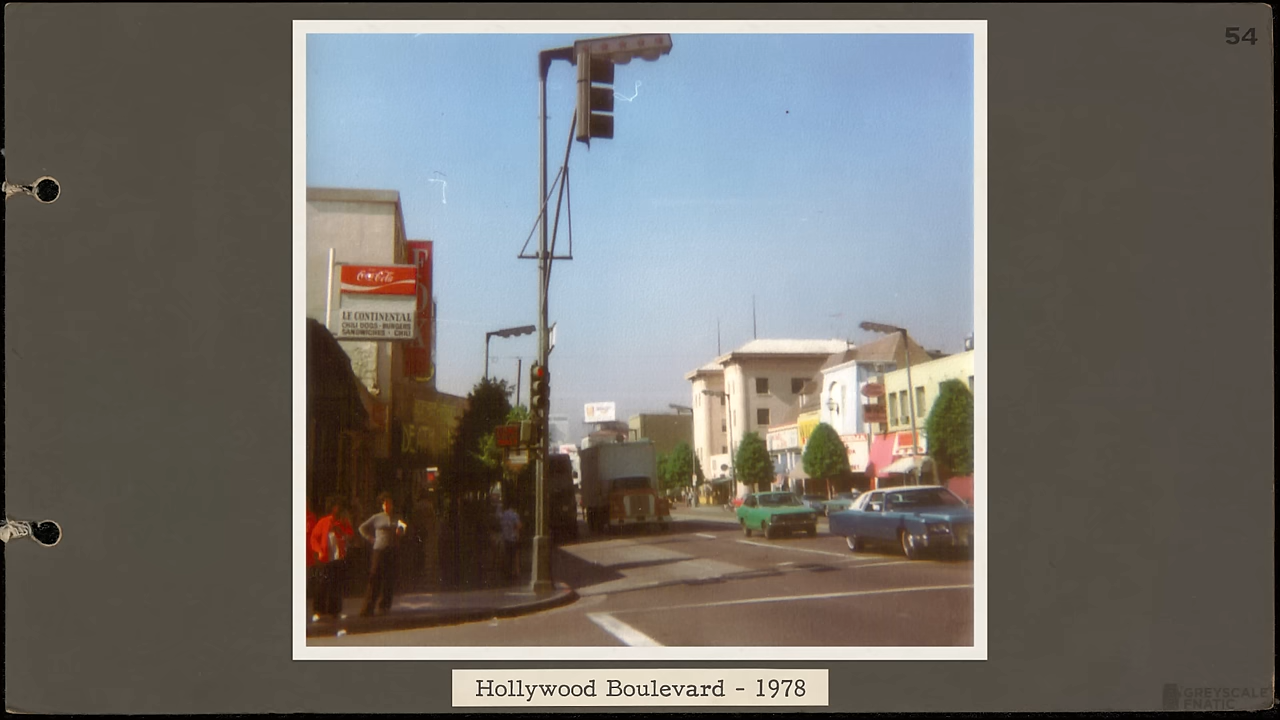 54
Coca-Cola
LE CONTINENTAL
CHILI DOGS - BURGERS
SANDWICHES - CHILI
Hollywood Boulevard - 1978
GREYSCALE
FNATIC